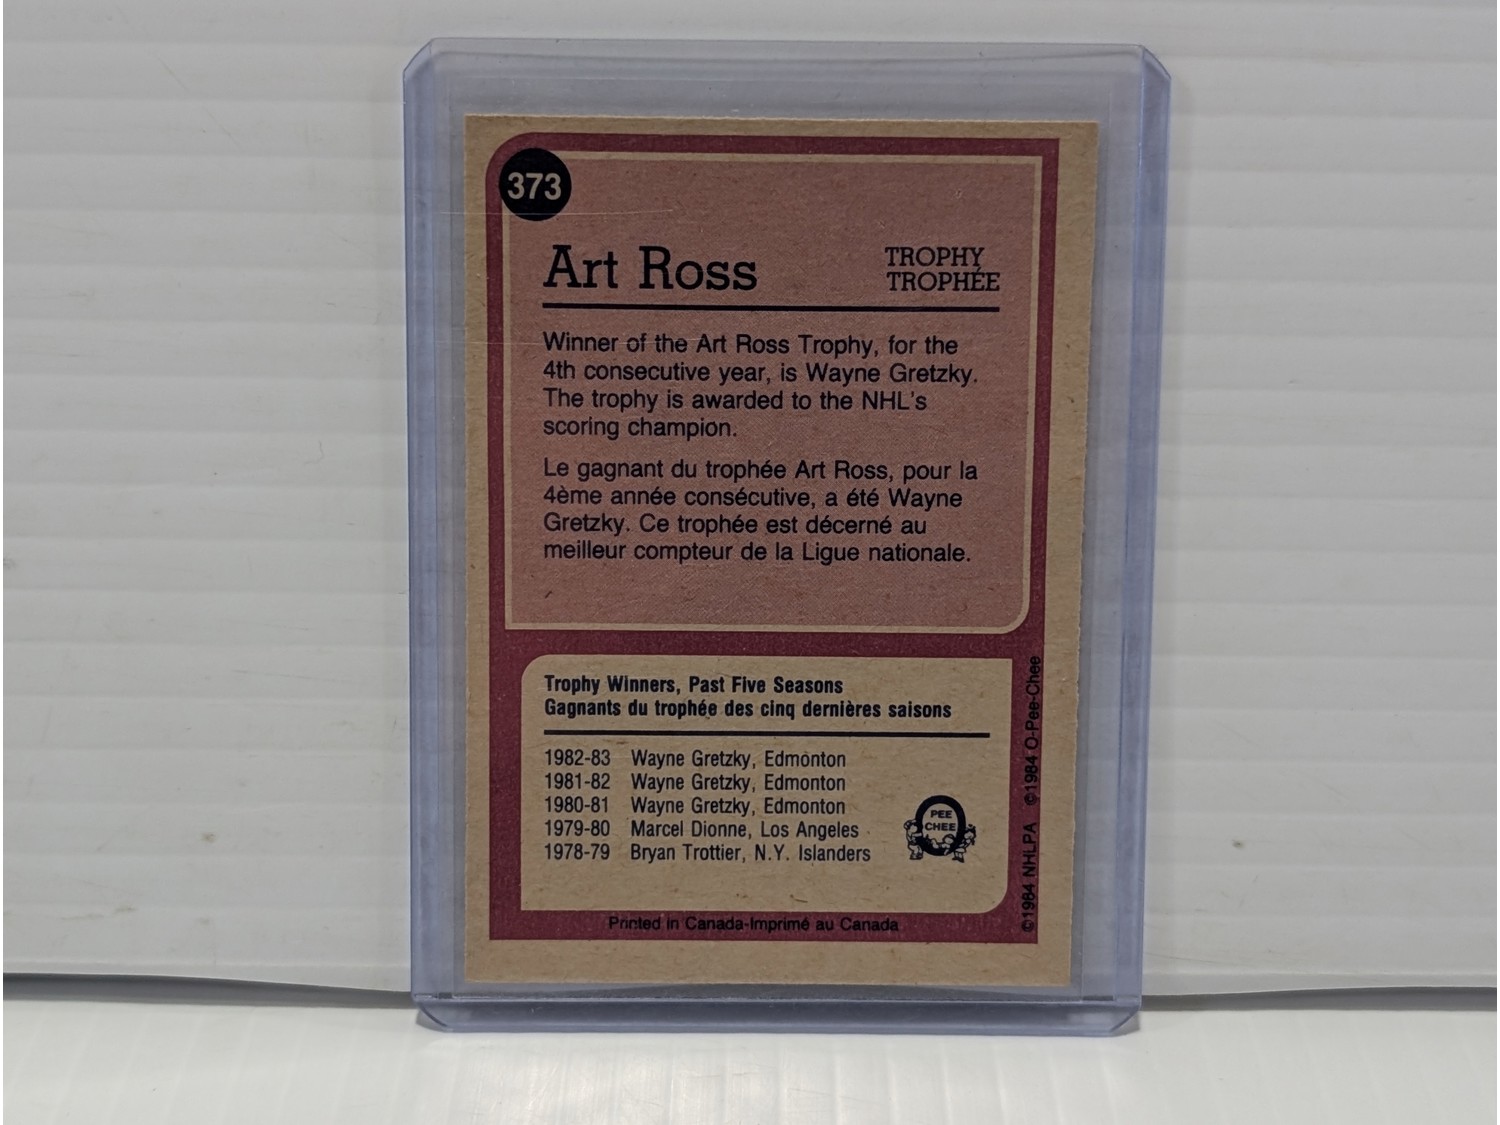 373
Art Ross
TROPHY
TROPHÉE
Winner of the Art Ross Trophy, for the
4th consecutive year, is Wayne Gretzky.
The trophy is awarded to the NHL's
scoring champion.
Le gagnant du trophée Art Ross, pour la
4ème année consécutive, a été Wayne
Gretzky. Ce trophée est décerné au
meilleur compteur de la Ligue nationale.
Trophy Winners, Past Five Seasons
Gagnants du trophée des cinq dernières saisons
1982-83 Wayne Gretzky, Edmonton
1981-82 Wayne Gretzky, Edmonton
1980-81 Wayne Gretzky, Edmonton
1979-80 Marcel Dionne, Los Angeles
1978-79 Bryan Trottier, N.Y. Islanders
O
PEE
CHEE
Printed in Canada-Imprimé au Canada
©1984 NHLPA ©1984 O-Pee-Chee